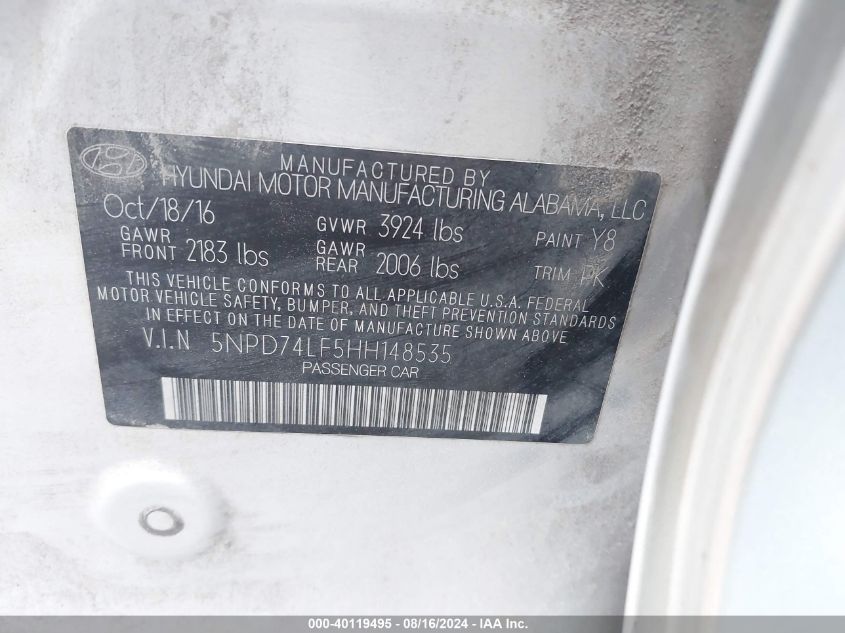 MANUFACTURED BY
HYUNDAI MOTOR MANUFACTURING ALABAMA, LLC
Oct/18/16 GVWR 3924 lbs PAINT Y8
GAWR FRONT 2183 lbs GAWR REAR 2006 lbs TRIM PK
THIS VEHICLE CONFORMS TO ALL APPLICABLE U.S.A. FEDERAL
MOTOR VEHICLE SAFETY, BUMPER, AND THEFT PREVENTION STANDARDS
IN EFFECT ON THE DATE OF MANUFACTURE SHOWN ABOVE
V.I.N 5NPD74LF5HH148535
PASSENGER CAR
000-40119495 - 08/16/2024 - IAA Inc.